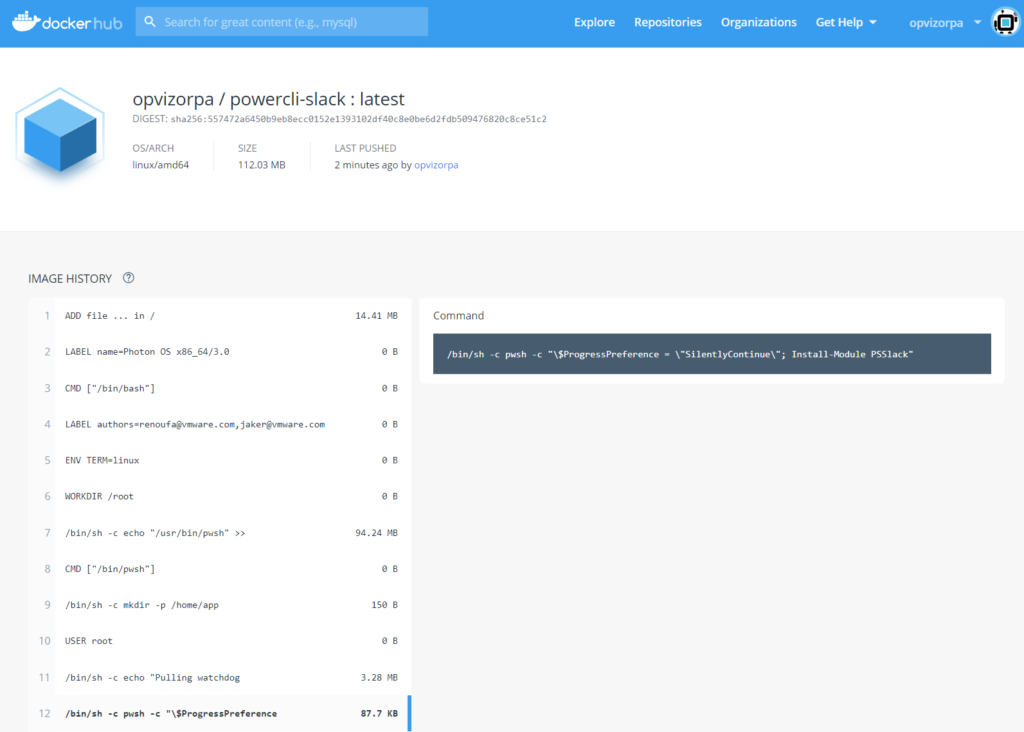 docker hub Search for great content (e.g., mysql) Explore Repositories Organizations Get Help opvizorpa
opvizorpa / powercli-slack : latest
DIGEST: sha256:557472a6450b9eb8ecc0152e1393102df40c8e0be6d2fdb509476820c8ce51c2
OS/ARCH SIZE LAST PUSHED
linux/amd64 112.03 MB 2 minutes ago by opvizorpa
IMAGE HISTORY ?
1 ADD file ... in / 14.41 MB
2 LABEL name=Photon OS x86_64/3.0 0 B
3 CMD ["/bin/bash"] 0 B
4 LABEL authors=renoufa@vmware.com,jaker@vmware.com 0 B
5 ENV TERM=linux 0 B
6 WORKDIR /root 0 B
7 /bin/sh -c echo "/usr/bin/pwsh" >> 94.24 MB
8 CMD ["/bin/pwsh"] 0 B
9 /bin/sh -c mkdir -p /home/app 150 B
10 USER root 0 B
11 /bin/sh -c echo "Pulling watchdog 3.28 MB
12 /bin/sh -c pwsh -c "\$ProgressPreference 87.7 KB
Command
/bin/sh -c pwsh -c "\$ProgressPreference = \"SilentlyContinue\"; Install-Module PSSlack"